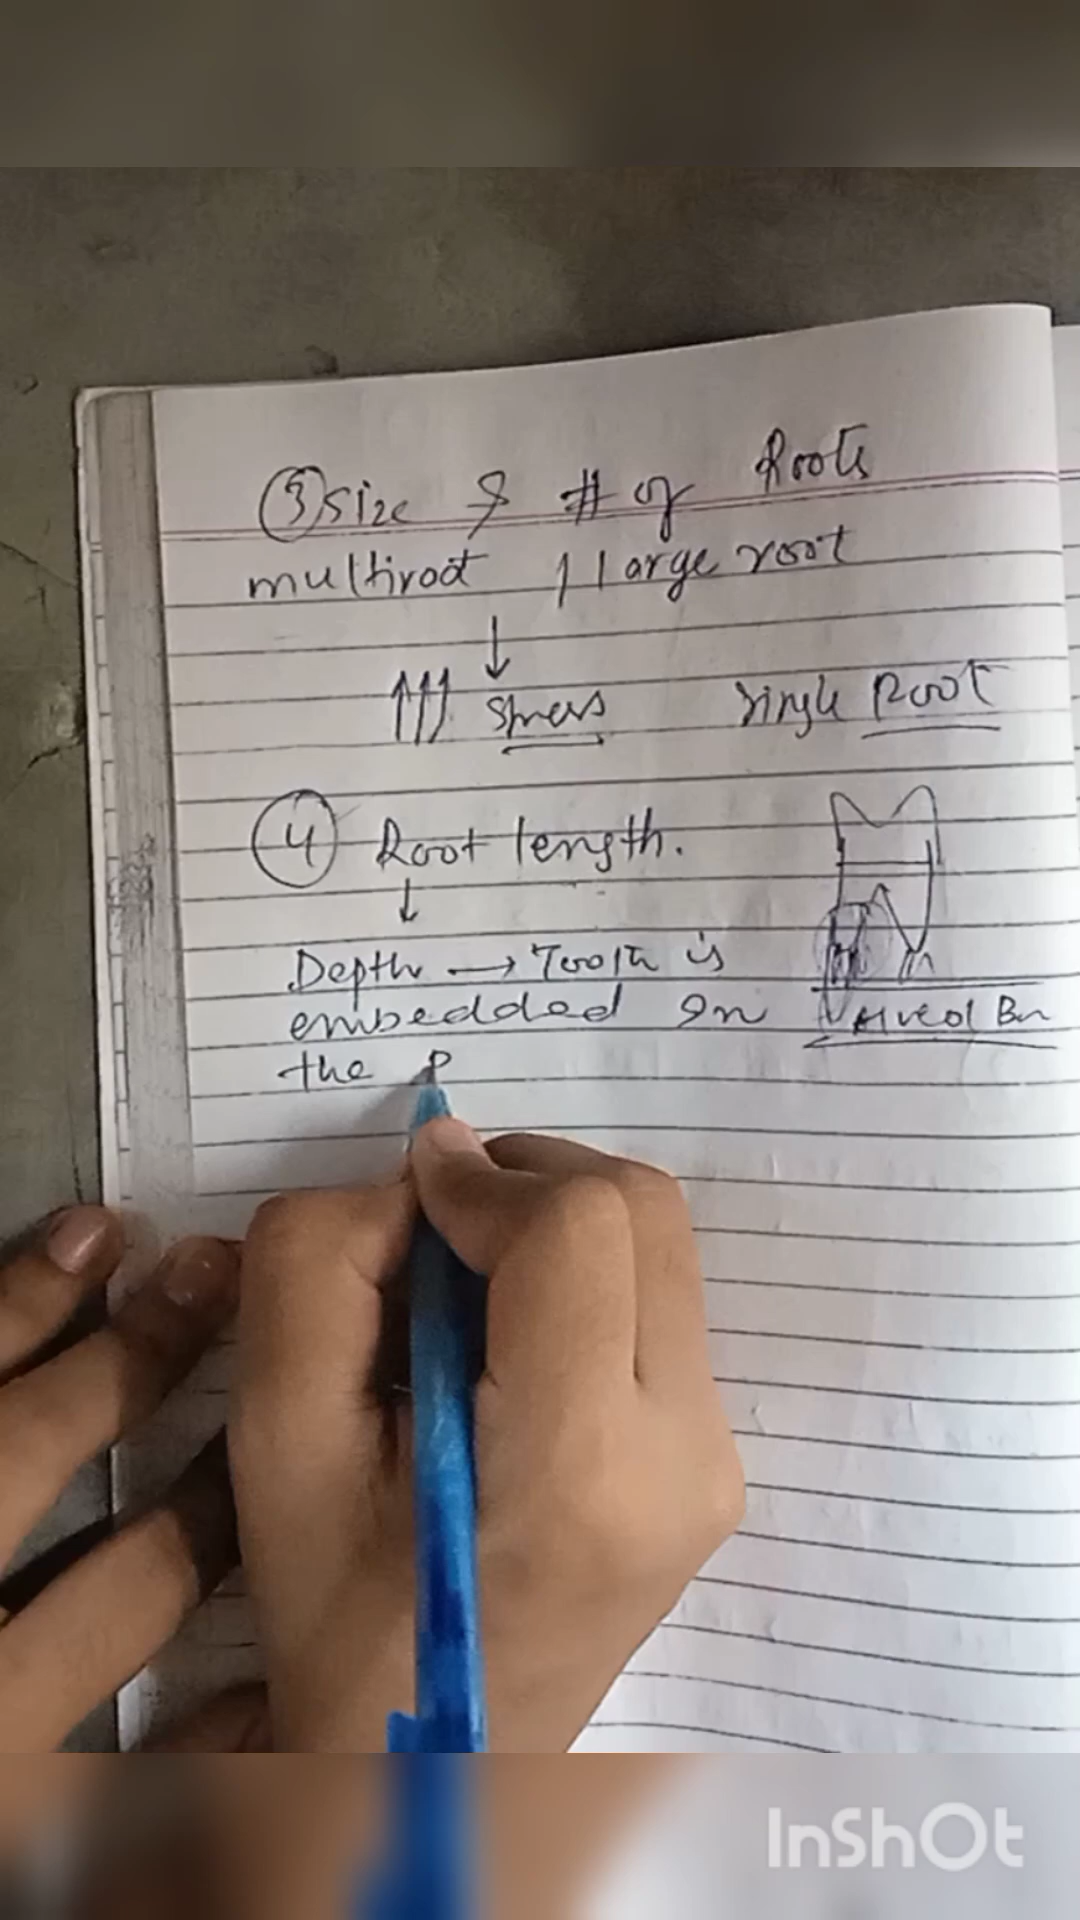 ③ size & # of Roots
multiroot / large root
↓
↑↑↑ stress single Root
④ Root length.
↓
Depth → Tooth is
embedded in
the P
Alveol Bn
InShOt